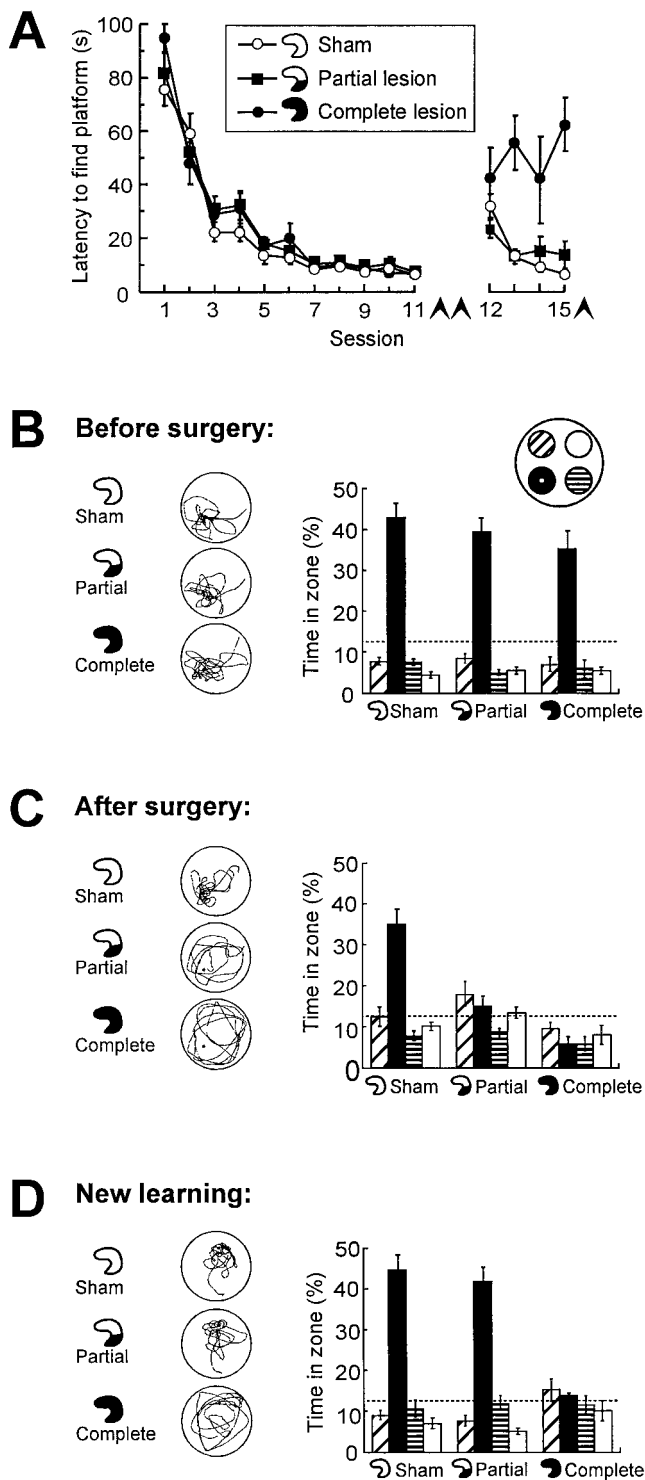 A
Latency to find platform (s)
100
80
60
40
20
0
Sham
Partial lesion
Complete lesion
1 3 5 7 9 11 12 15
Session
B Before surgery:
Sham
Partial
Complete
Time in zone (%)
50
40
30
20
10
0
Sham Partial Complete
C After surgery:
Sham
Partial
Complete
Time in zone (%)
50
40
30
20
10
0
Sham Partial Complete
D New learning:
Sham
Partial
Complete
Time in zone (%)
50
40
30
20
10
0
Sham Partial Complete